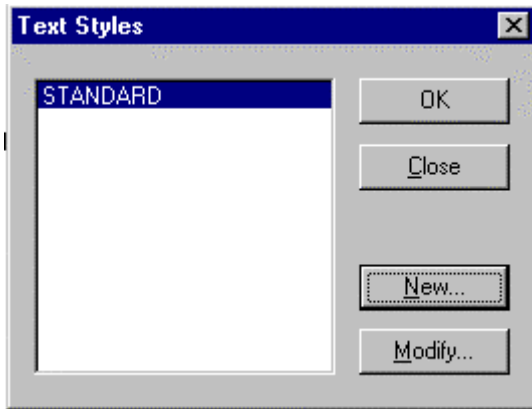 Text Styles
STANDARD
OK
Close
New...
Modify...